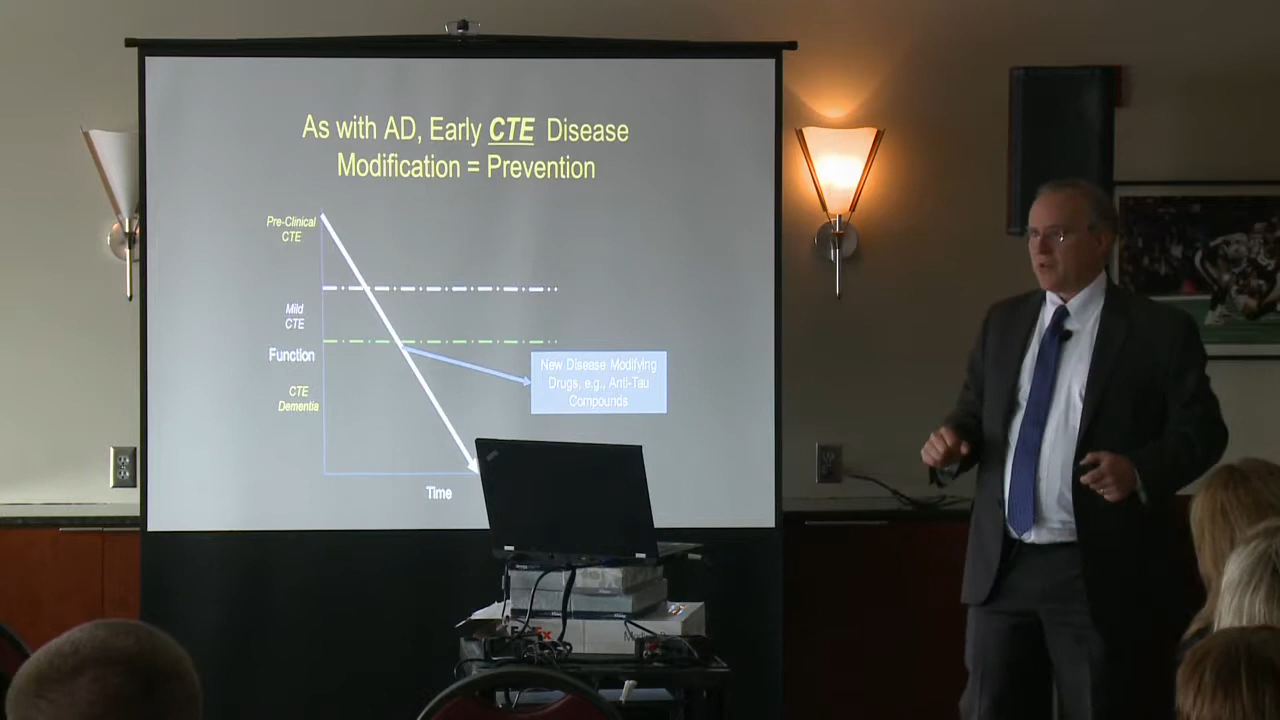 As with AD, Early CTE Disease
Modification = Prevention
Pre-Clinical
CTE
Mild
CTE
Function
CTE
Dementia
New Disease Modifying
Drugs, e.g., Anti-Tau
Compounds
Time
FedEx